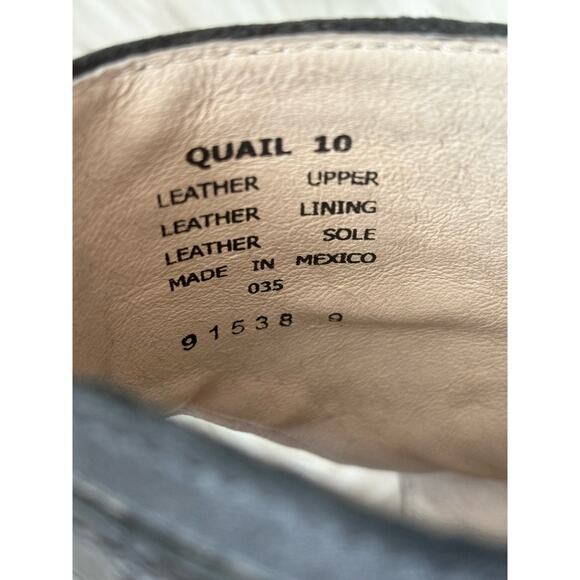 QUAIL 10
LEATHER UPPER
LEATHER LINING
LEATHER SOLE
MADE IN MEXICO
035
91538 9